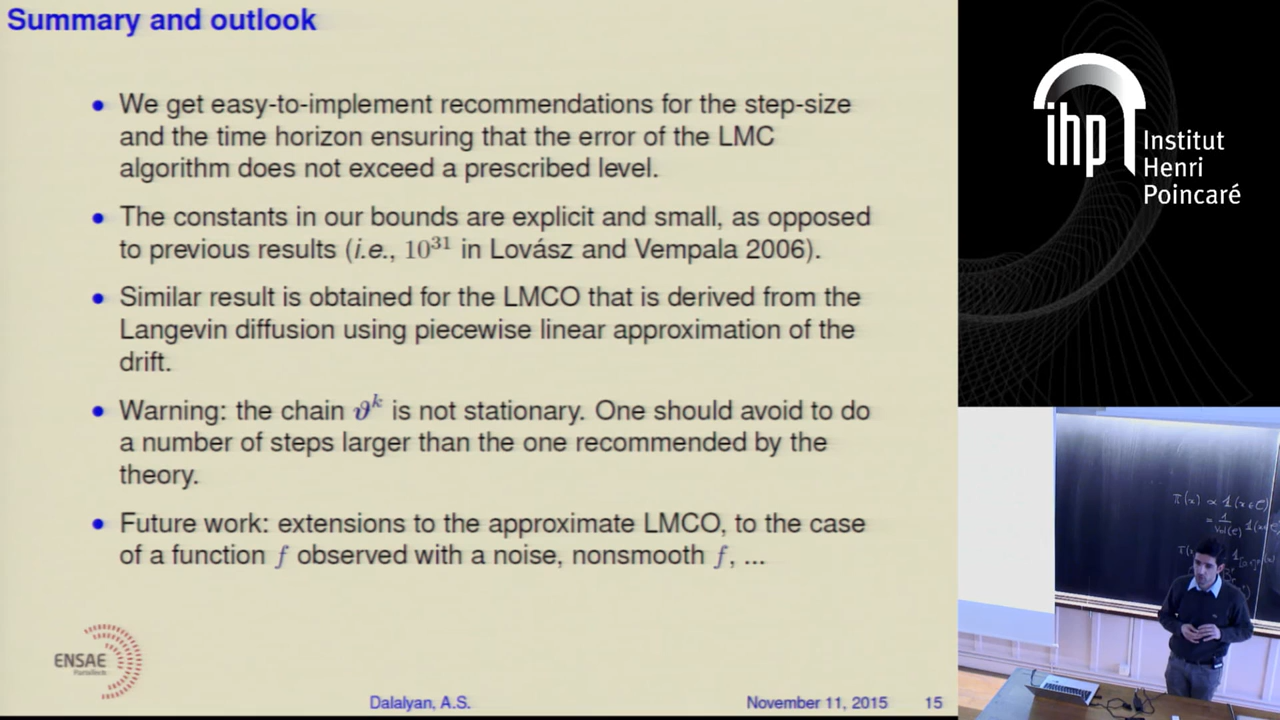 Summary and outlook
• We get easy-to-implement recommendations for the step-size
and the time horizon ensuring that the error of the LMC
algorithm does not exceed a prescribed level.
• The constants in our bounds are explicit and small, as opposed
to previous results (i.e., 10³¹ in Lovász and Vempala 2006).
• Similar result is obtained for the LMCO that is derived from the
Langevin diffusion using piecewise linear approximation of the
drift.
• Warning: the chain ϑᵏ is not stationary. One should avoid to do
a number of steps larger than the one recommended by the
theory.
• Future work: extensions to the approximate LMCO, to the case
of a function f observed with a noise, nonsmooth f, ...
ENSAE
ParisTech
Dalalyan, A.S.
November 11, 2015 15
ihp
Institut
Henri
Poincaré
π(x) ∝ 1(x ∈ C)